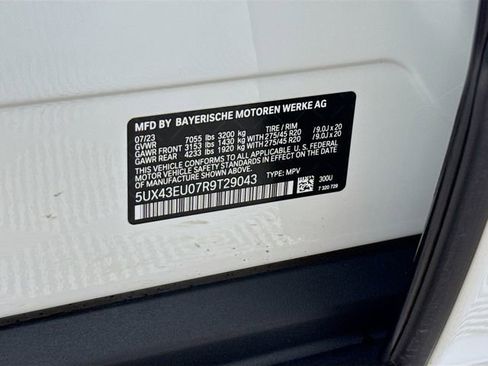 MFD BY BAYERISCHE MOTOREN WERKE AG
07/23 TIRE / RIM
GVWR 7055 lbs 3200 kg
GAWR FRONT 3153 lbs 1430 kg WITH 275/45 R20 /9.0J x 20
GAWR REAR 4233 lbs 1920 kg WITH 275/45 R20 /9.0J x 20
THIS VEHICLE CONFORMS TO ALL APPLICABLE U. S. FEDERAL
MOTOR VEHICLE SAFETY STANDARDS IN EFFECT ON THE DATE OF
MANUFACTURE SHOWN ABOVE.
5UX43EU07R9T29043 TYPE: MPV
300U
7 320 729